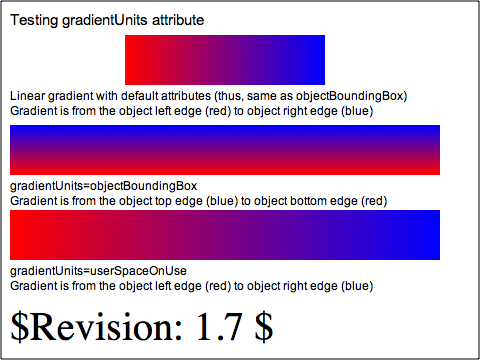 Testing gradientUnits attribute
Linear gradient with default attributes (thus, same as objectBoundingBox)
Gradient is from the object left edge (red) to object right edge (blue)
gradientUnits=objectBoundingBox
Gradient is from the object top edge (blue) to object bottom edge (red)
gradientUnits=userSpaceOnUse
Gradient is from the object left edge (red) to object right edge (blue)
$Revision: 1.7 $